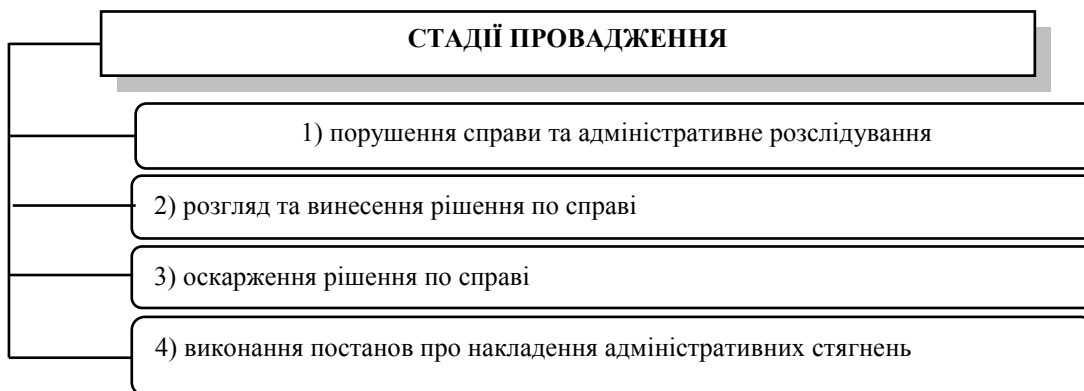 СТАДІЇ ПРОВАДЖЕННЯ
1) порушення справи та адміністративне розслідування
2) розгляд та винесення рішення по справі
3) оскарження рішення по справі
4) виконання постанов про накладення адміністративних стягнень